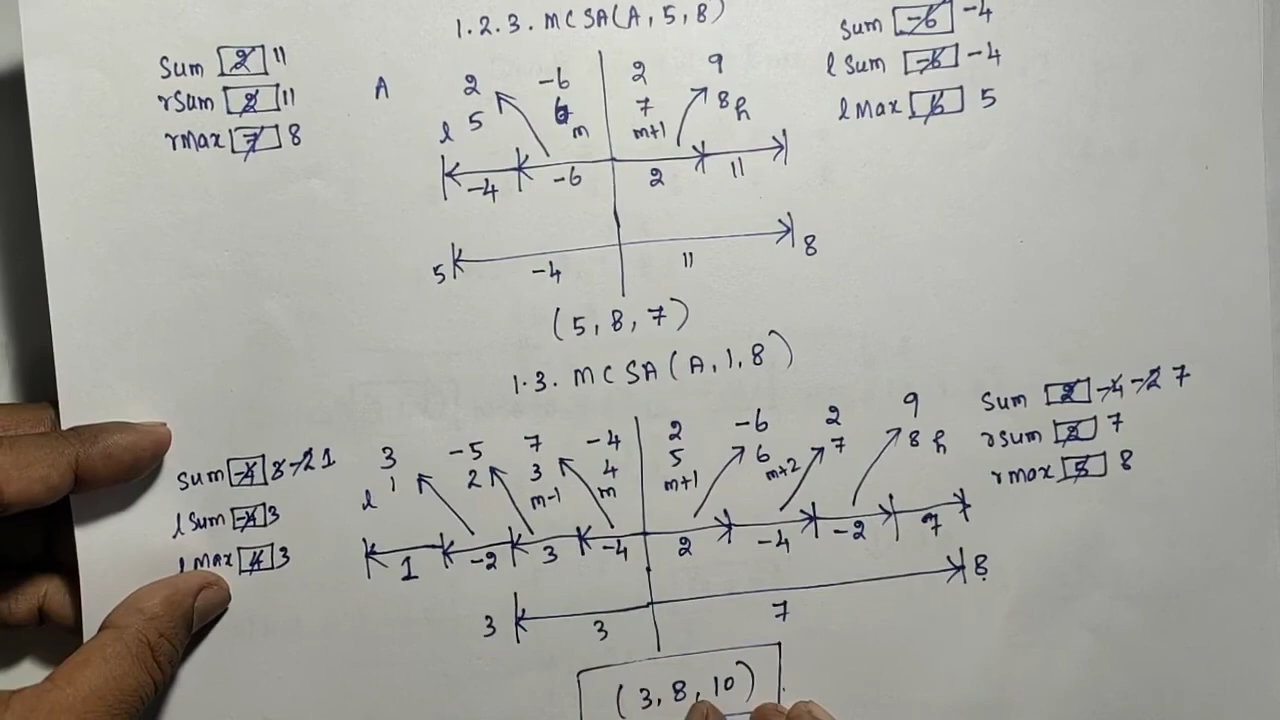 1.2.3. MCSA(A, 5, 8)
Sum 2 11
rSum 2 11
rmax 7 8
Sum -6 -4
lSum -6 -4
lMax 6 5
A 2 -6 2 9
l 5 6 7 8 h
m m+1
-4 -6 2 11
5 -4 11 8
(5, 8, 7)
1.3. MCSA(A, 1, 8)
Sum -4 3 -2 1
lSum -4 3
lMax 4 3
Sum 2 -4 -2 7
rSum 2 7
rmax 5 8
3 -5 7 -4 2 -6 2 9
l 1 2 3 4 5 6 7 8 h
m-1 m m+1 m+2
1 -2 3 -4 2 -4 -2 7
3 3 7 8
(3, 8, 10)